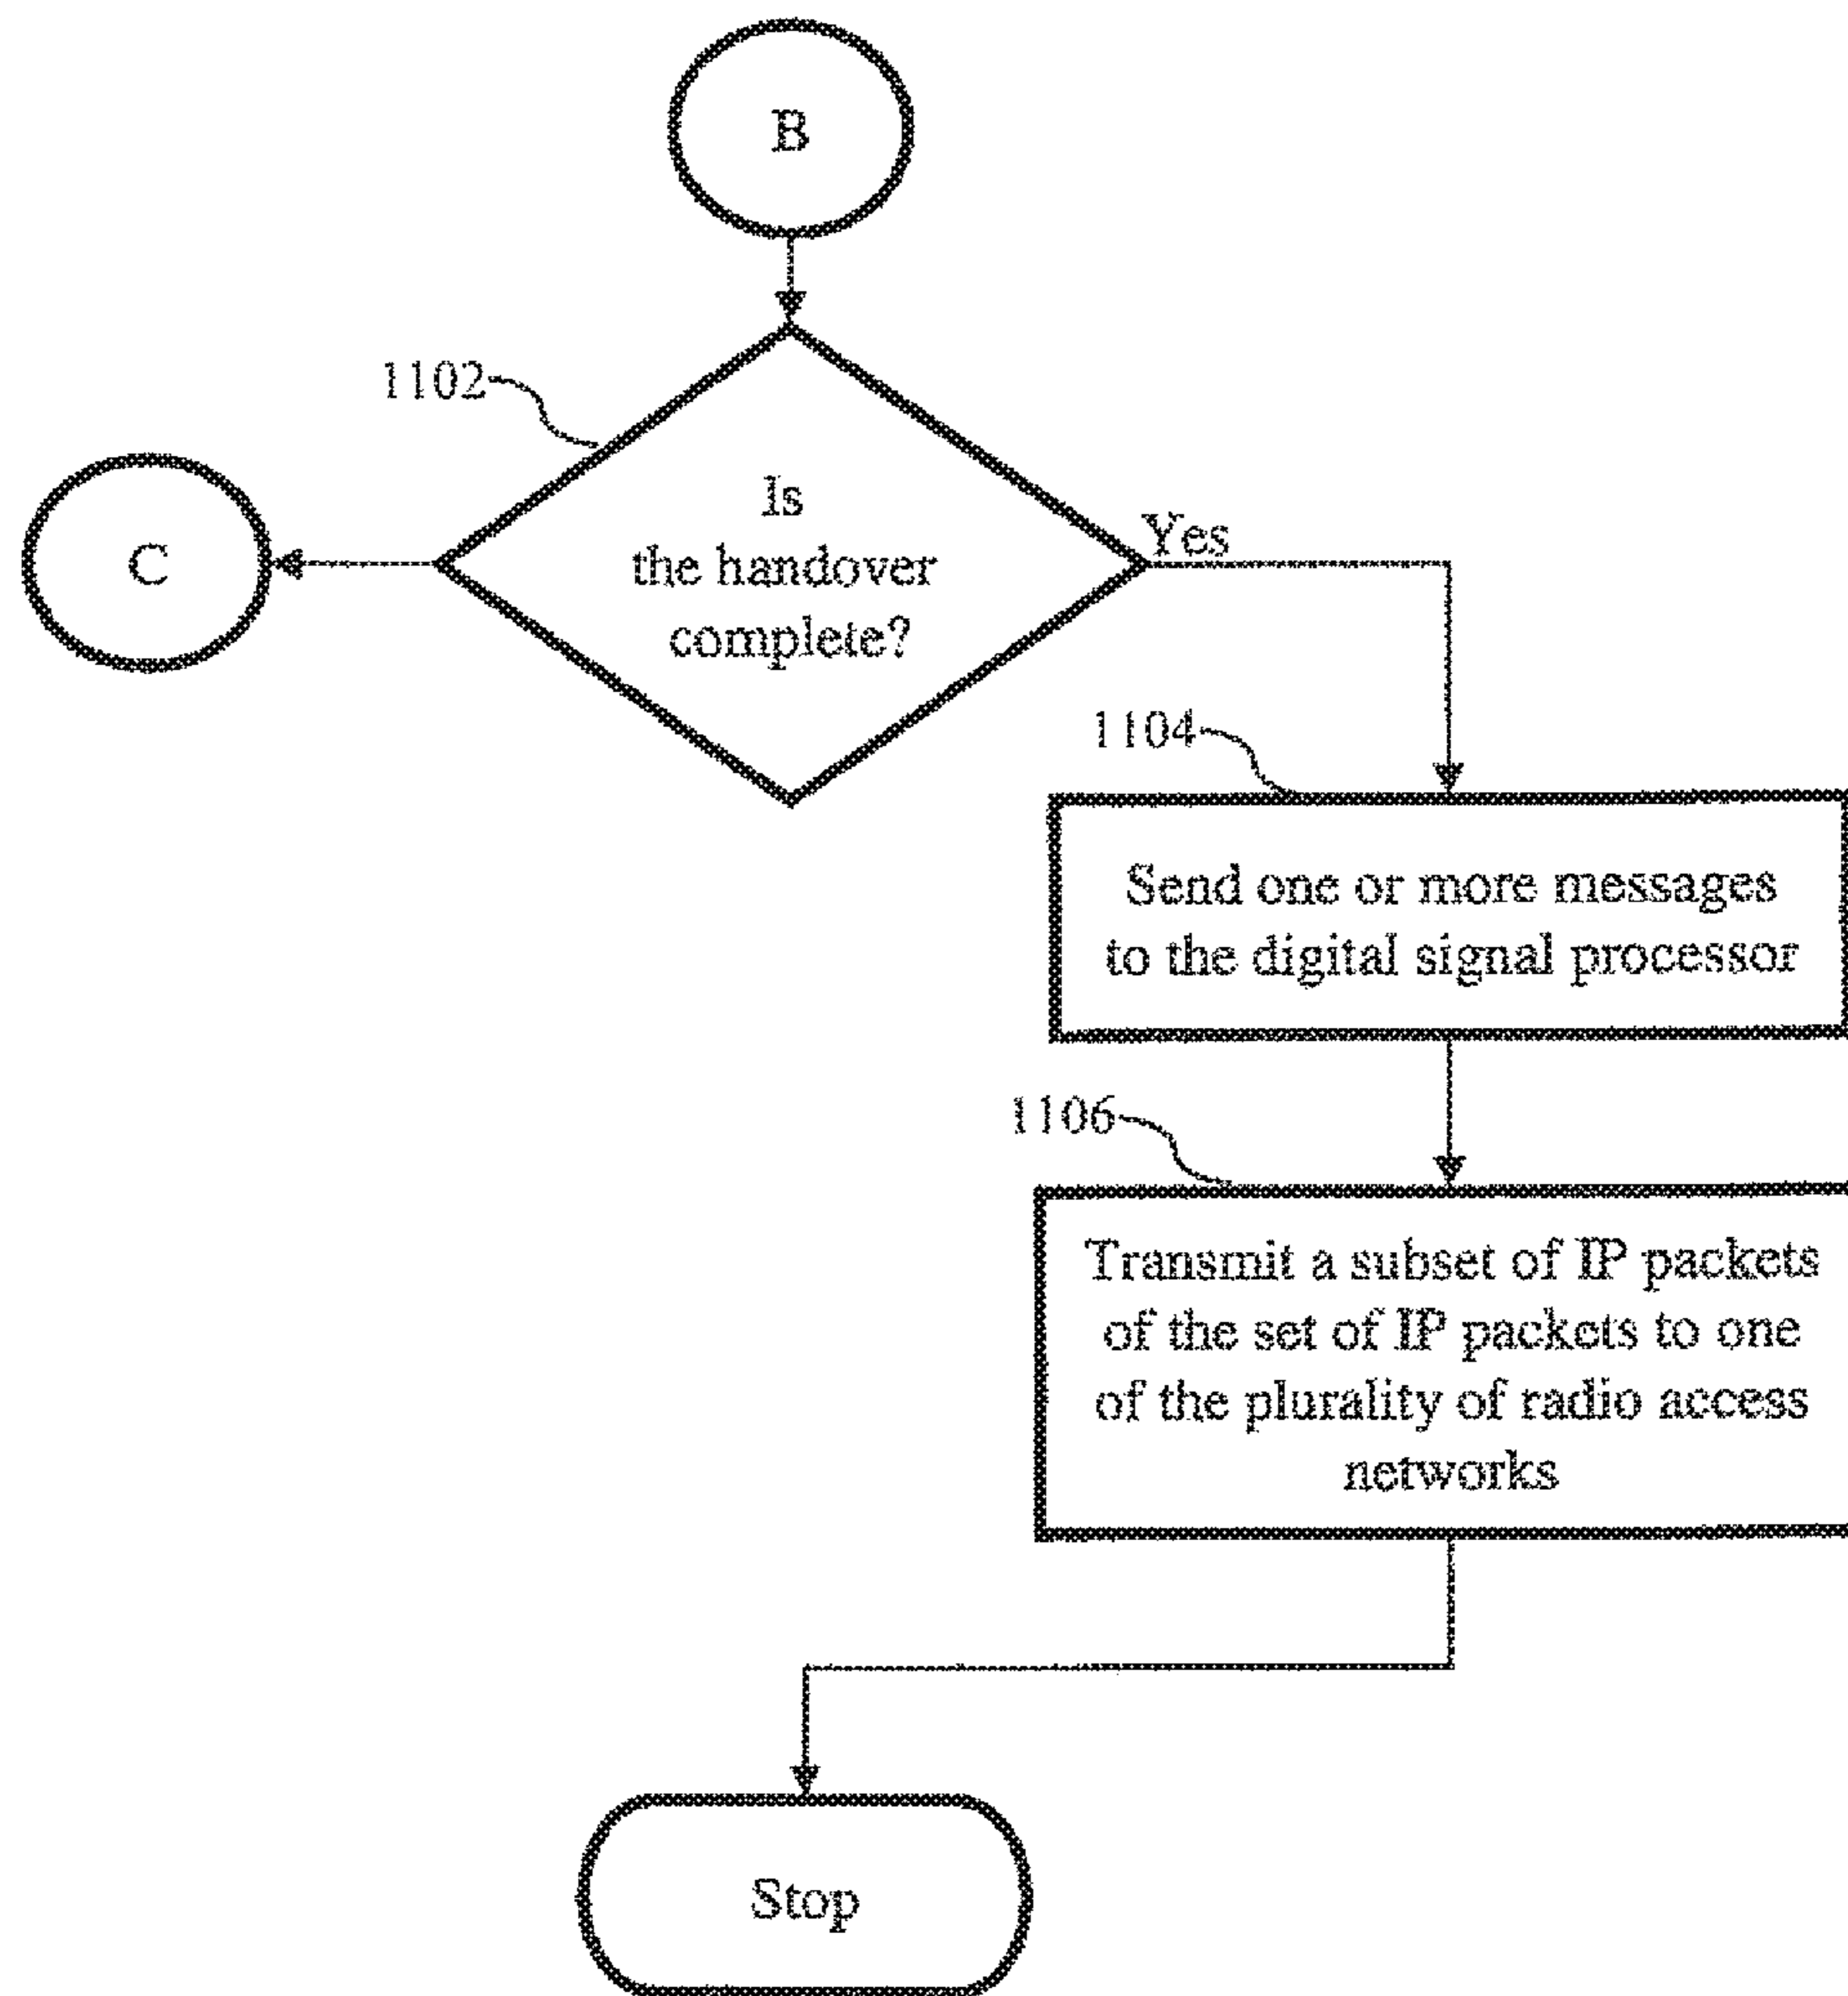 B
1102
Is
the handover
complete?
C
Yes
1104
Send one or more messages
to the digital signal processor
1106
Transmit a subset of IP packets
of the set of IP packets to one
of the plurality of radio access
networks
Stop